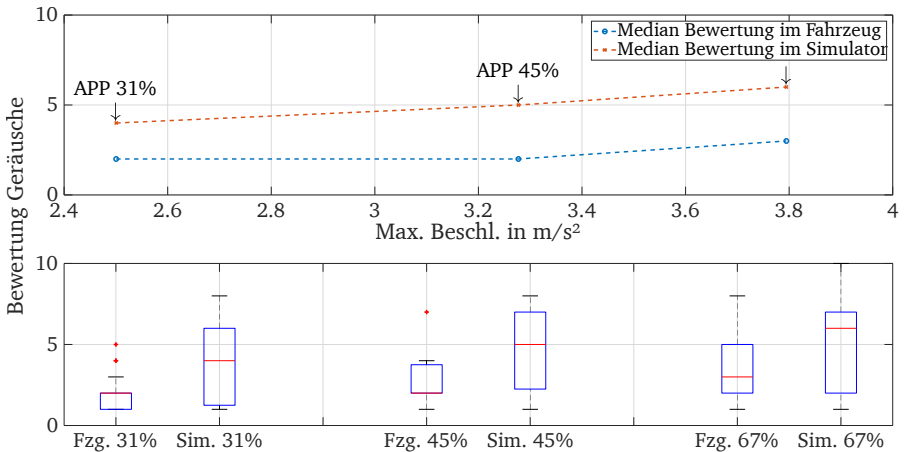 Bewertung Geräusche
10
5
0
Median Bewertung im Fahrzeug
Median Bewertung im Simulator
APP 31%
APP 45%
2.4 2.6 2.8 3 3.2 3.4 3.6 3.8 4
Max. Beschl. in m/s²
10
5
0
Fzg. 31% Sim. 31% Fzg. 45% Sim. 45% Fzg. 67% Sim. 67%